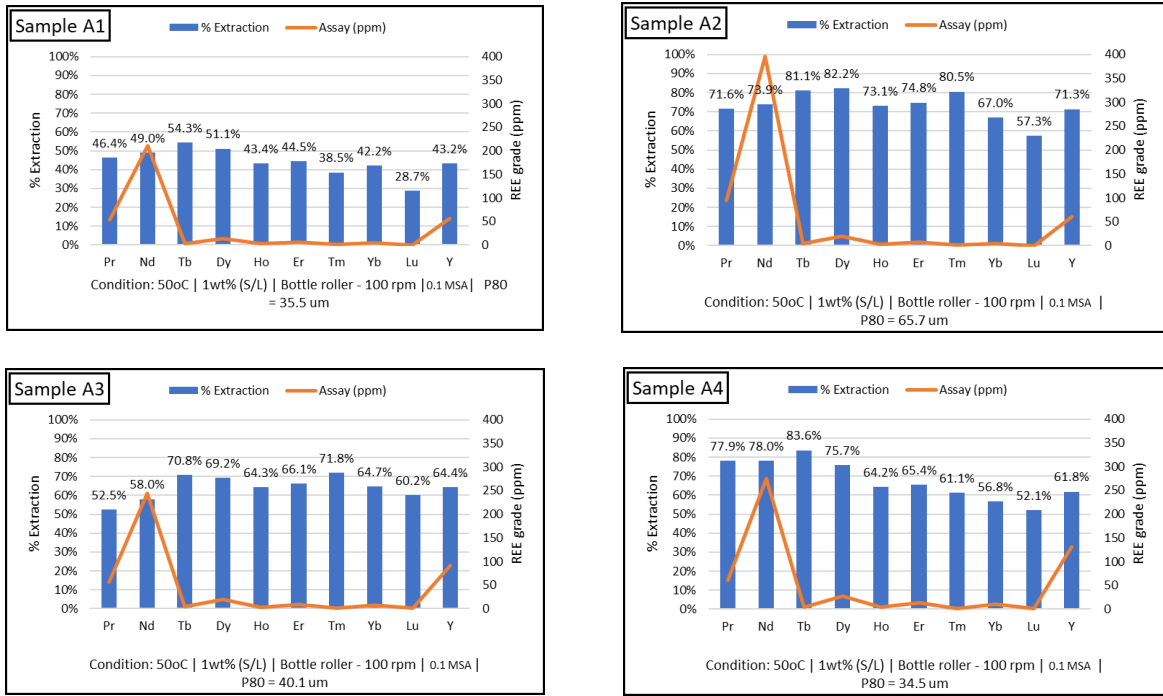 Sample A1
% Extraction Assay (ppm)
100%
90%
80%
70%
60%
50%
40%
30%
20%
10%
0%
% Extraction
46.4% 49.0% 54.3% 51.1% 43.4% 44.5% 38.5% 42.2% 28.7% 43.2%
400
350
300
250
200
150
100
50
0
REE grade (ppm)
Pr Nd Tb Dy Ho Er Tm Yb Lu Y
Condition: 50oC | 1wt% (S/L) | Bottle roller - 100 rpm |0.1 MSA | P80
= 35.5 um
Sample A2
% Extraction Assay (ppm)
100%
90%
80%
70%
60%
50%
40%
30%
20%
10%
0%
% Extraction
71.6% 73.9% 81.1% 82.2% 73.1% 74.8% 80.5% 67.0% 57.3% 71.3%
400
350
300
250
200
150
100
50
0
REE grade (ppm)
Pr Nd Tb Dy Ho Er Tm Yb Lu Y
Condition: 50oC | 1wt% (S/L) | Bottle roller - 100 rpm | 0.1 MSA |
P80 = 65.7 um
Sample A3
% Extraction Assay (ppm)
100%
90%
80%
70%
60%
50%
40%
30%
20%
10%
0%
% Extraction
52.5% 58.0% 70.8% 69.2% 64.3% 66.1% 71.8% 64.7% 60.2% 64.4%
400
350
300
250
200
150
100
50
0
REE grade (ppm)
Pr Nd Tb Dy Ho Er Tm Yb Lu Y
Condition: 50oC | 1wt% (S/L) | Bottle roller - 100 rpm | 0.1 MSA |
P80 = 40.1 um
Sample A4
% Extraction Assay (ppm)
100%
90%
80%
70%
60%
50%
40%
30%
20%
10%
0%
% Extraction
77.9% 78.0% 83.6% 75.7% 64.2% 65.4% 61.1% 56.8% 52.1% 61.8%
400
350
300
250
200
150
100
50
0
REE grade (ppm)
Pr Nd Tb Dy Ho Er Tm Yb Lu Y
Condition: 50oC | 1wt% (S/L) | Bottle roller - 100 rpm | 0.1 MSA |
P80 = 34.5 um